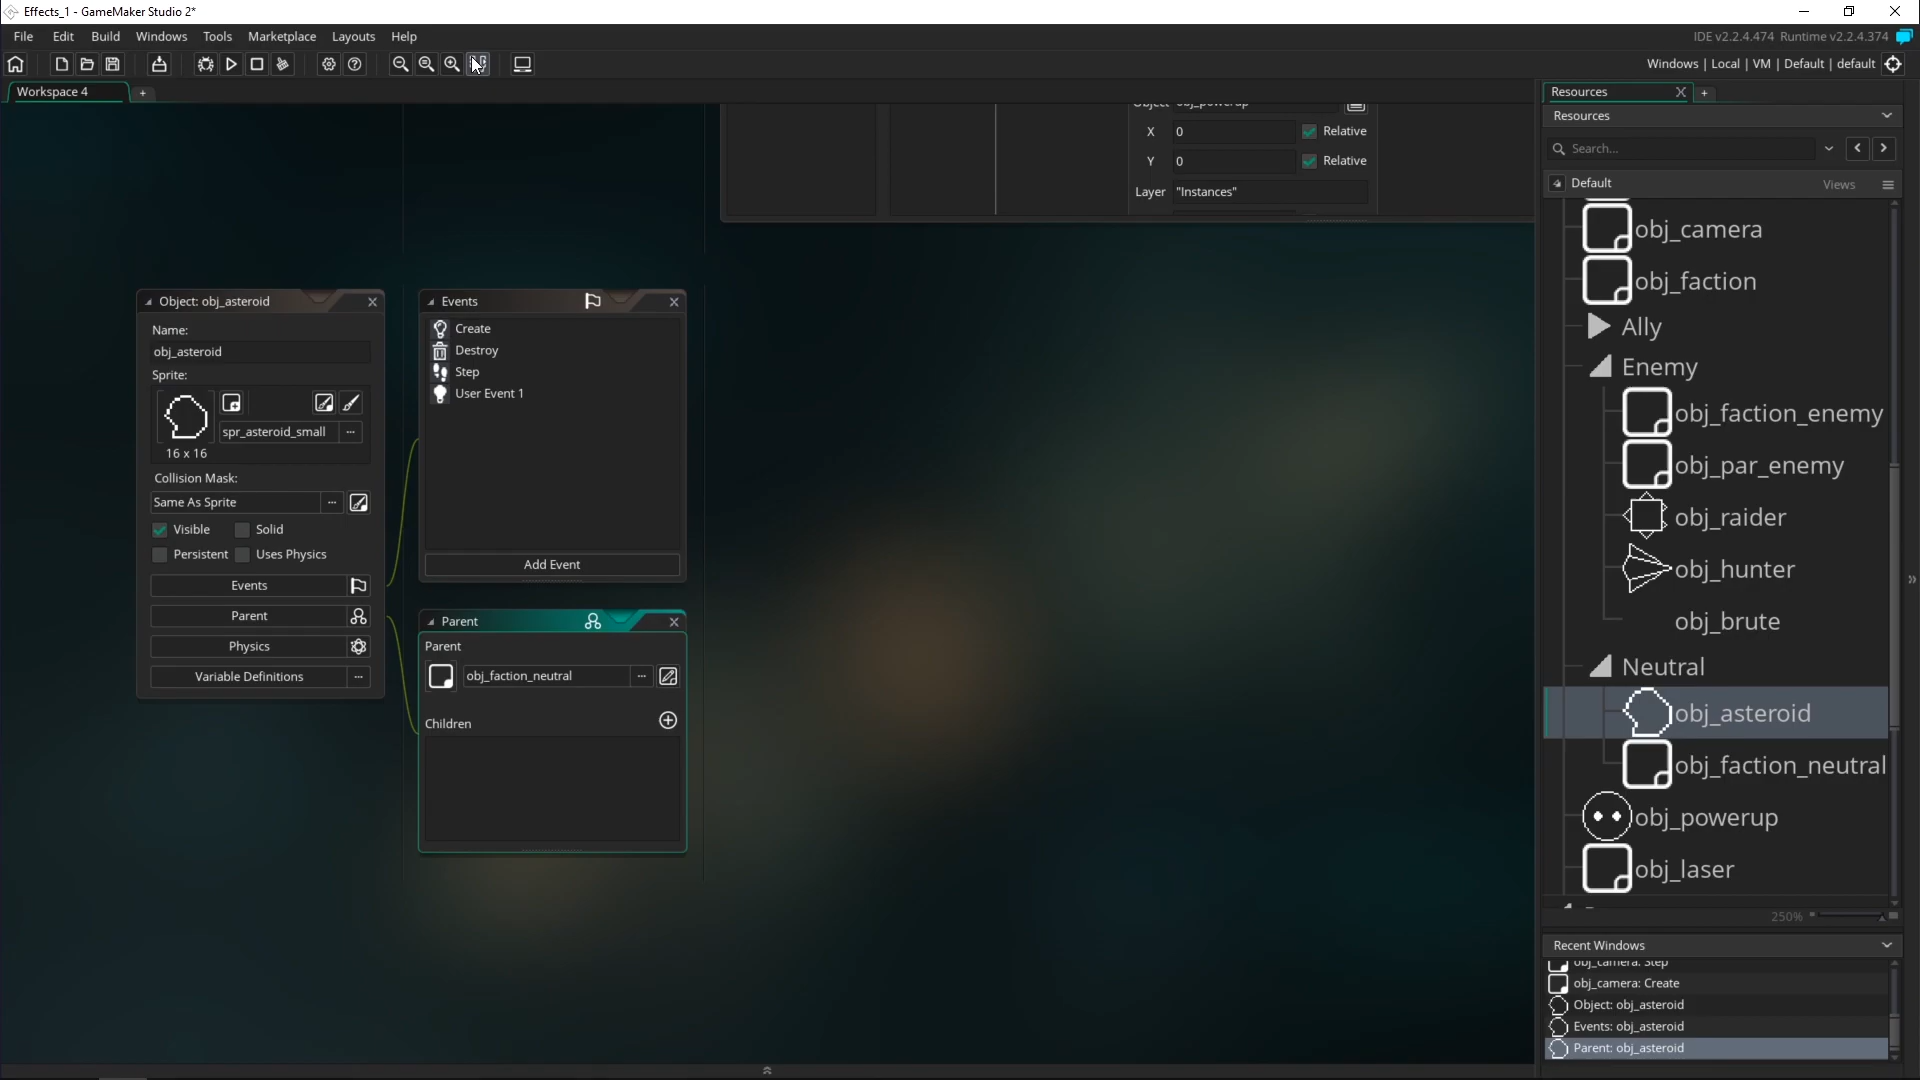 Effects_1 - GameMaker Studio 2*
File Edit Build Windows Tools Marketplace Layouts Help
IDE v2.2.4.474 Runtime v2.2.4.374
Windows | Local | VM | Default | default
Workspace 4
+
Object obj_powerup
X 0 Relative
Y 0 Relative
Layer "Instances"
Object: obj_asteroid
Name:
obj_asteroid
Sprite:
spr_asteroid_small ...
16 x 16
Collision Mask:
Same As Sprite ...
Visible Solid
Persistent Uses Physics
Events
Parent
Physics
Variable Definitions ...
Events
Create
Destroy
Step
User Event 1
Add Event
Parent
Parent
obj_faction_neutral ...
Children
Resources X +
Resources
Search...
Default Views
obj_camera
obj_faction
Ally
Enemy
obj_faction_enemy
obj_par_enemy
obj_raider
obj_hunter
obj_brute
Neutral
obj_asteroid
obj_faction_neutral
obj_powerup
obj_laser
250%
Recent Windows
obj_camera: Step
obj_camera: Create
Object: obj_asteroid
Events: obj_asteroid
Parent: obj_asteroid